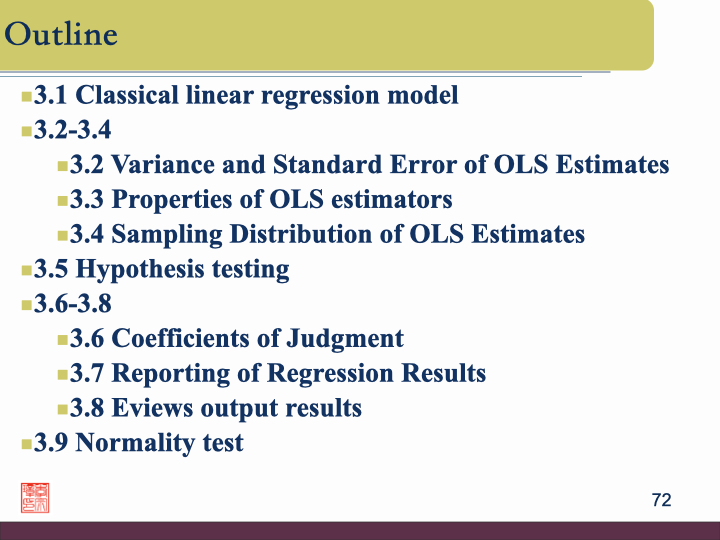 Outline
3.1 Classical linear regression model
3.2-3.4
3.2 Variance and Standard Error of OLS Estimates
3.3 Properties of OLS estimators
3.4 Sampling Distribution of OLS Estimates
3.5 Hypothesis testing
3.6-3.8
3.6 Coefficients of Judgment
3.7 Reporting of Regression Results
3.8 Eviews output results
3.9 Normality test
72